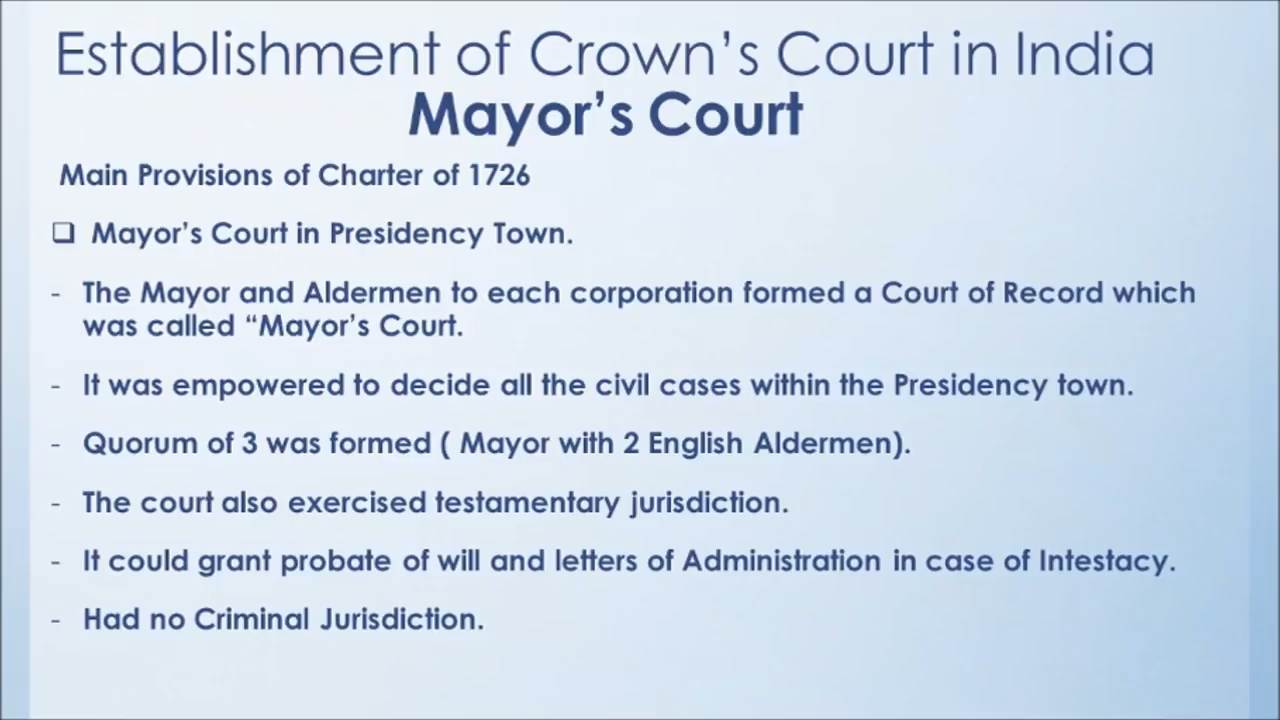 Establishment of Crown's Court in India
Mayor's Court
Main Provisions of Charter of 1726
❑ Mayor's Court in Presidency Town.
- The Mayor and Aldermen to each corporation formed a Court of Record which
was called “Mayor's Court.
- It was empowered to decide all the civil cases within the Presidency town.
- Quorum of 3 was formed ( Mayor with 2 English Aldermen).
- The court also exercised testamentary jurisdiction.
- It could grant probate of will and letters of Administration in case of Intestacy.
- Had no Criminal Jurisdiction.